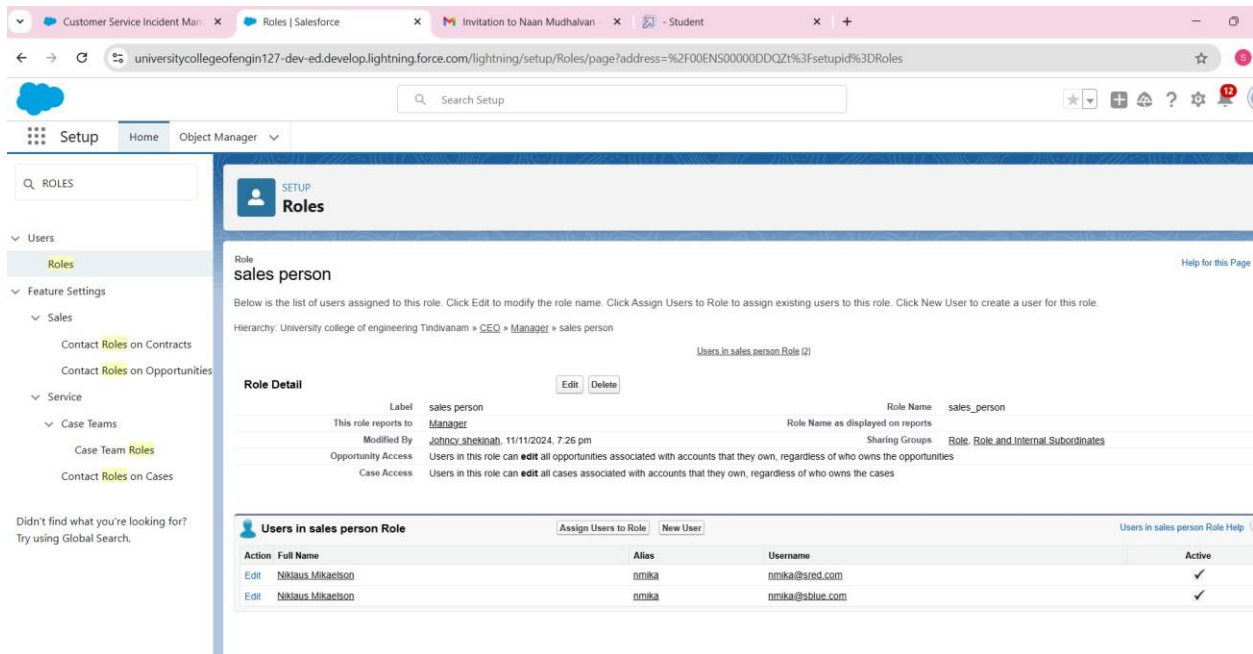 Customer Service Incident Man
Roles | Salesforce
Invitation to Naan Mudhalvan
- Student
universitycollegeofengin127-dev-ed.develop.lightning.force.com/lightning/setup/Roles/page?address=%2F00ENS00000DDQZt%3Fsetupid%3DRoles
S
Search Setup
12
Setup
Home
Object Manager
ROLES
SETUP
Roles
Users
Roles
Feature Settings
Sales
Contact Roles on Contracts
Contact Roles on Opportunities
Service
Case Teams
Case Team Roles
Contact Roles on Cases
Didn't find what you're looking for?
Try using Global Search.
Role
sales person
Help for this Page
Below is the list of users assigned to this role. Click Edit to modify the role name. Click Assign Users to Role to assign existing users to this role. Click New User to create a user for this role.
Hierarchy: University college of engineering Tindivanam » CEO » Manager » sales person
Users in sales person Role [2]
Role Detail Edit Delete
Label sales person Role Name sales_person
This role reports to Manager Role Name as displayed on reports
Modified By Johncy shekinah, 11/11/2024, 7:26 pm Sharing Groups Role, Role and Internal Subordinates
Opportunity Access Users in this role can edit all opportunities associated with accounts that they own, regardless of who owns the opportunities
Case Access Users in this role can edit all cases associated with accounts that they own, regardless of who owns the cases
Users in sales person Role Assign Users to Role New User Users in sales person Role Help
Action Full Name Alias Username Active
Edit Niklaus Mikaelson nmika nmika@sred.com
Edit Niklaus Mikaelson nmika nmika@sblue.com